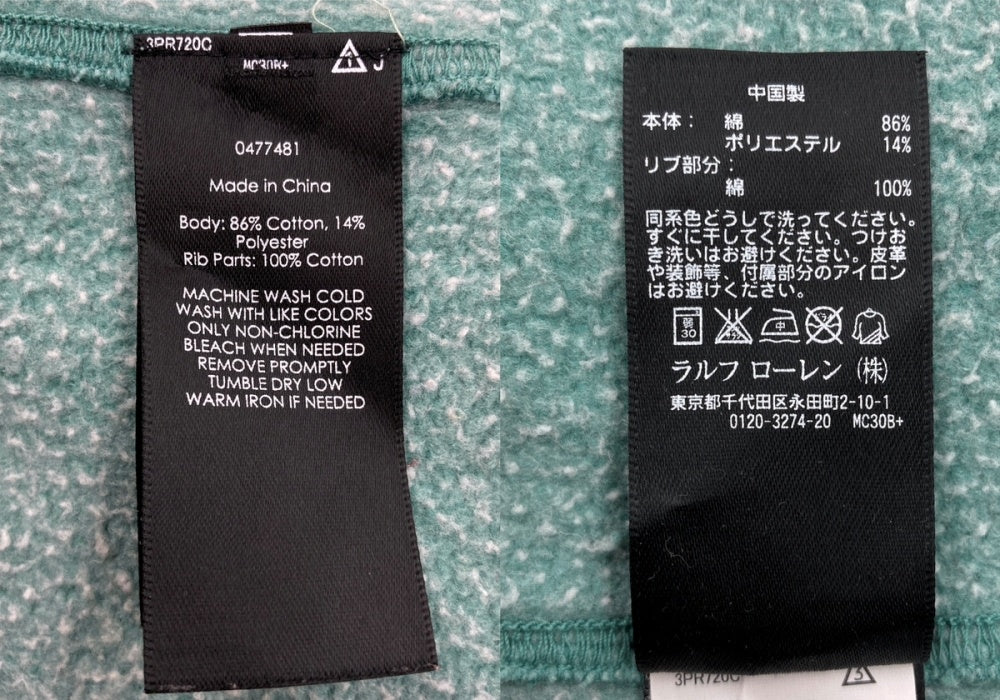 3PR720C
MC30B+
1 J
0477481
Made in China
Body: 86% Cotton, 14%
Polyester
Rib Parts: 100% Cotton
MACHINE WASH COLD
WASH WITH LIKE COLORS
ONLY NON-CHLORINE
BLEACH WHEN NEEDED
REMOVE PROMPTLY
TUMBLE DRY LOW
WARM IRON IF NEEDED
中国製
本体： 綿 86%
ポリエステル 14%
リブ部分：
綿 100%
同系色どうしで洗ってください。
すぐに干してください。つけお
き洗いはお避けください。皮革
や装飾等、付属部分のアイロン
はお避けください。
弱 30 中
ラルフ ローレン (株)
東京都千代田区永田町2-10-1
0120-3274-20 MC30B+
3PR720C 3